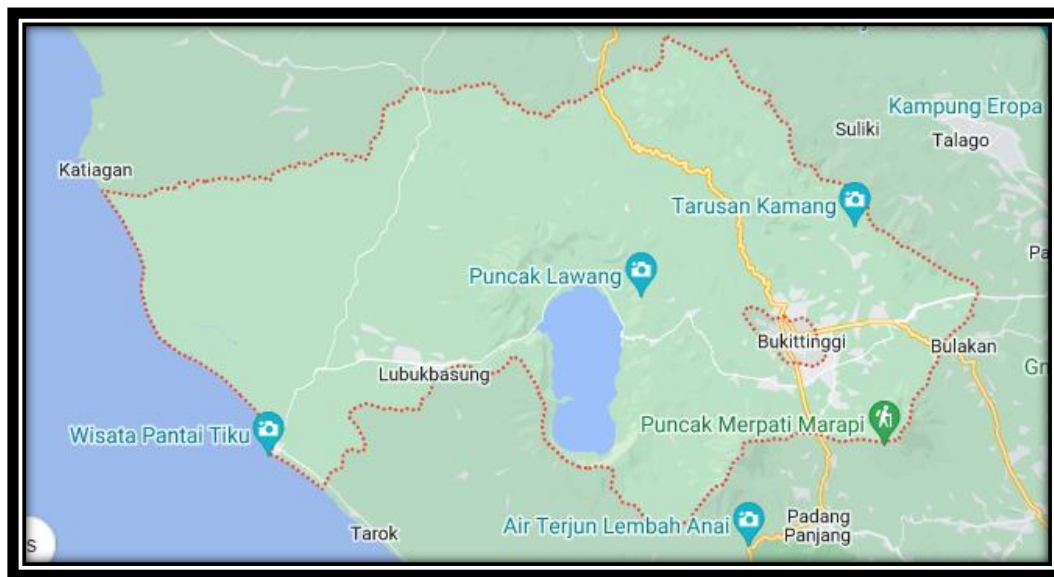 Kampung Eropa
Suliki
Talago
Katiagan
Tarusan Kamang
Pa
Puncak Lawang
Bukittinggi
Bulakan
Lubukbasung
Gn
Puncak Merpati Marapi
Wisata Pantai Tiku
Air Terjun Lembah Anai
Padang
Panjang
Tarok
s